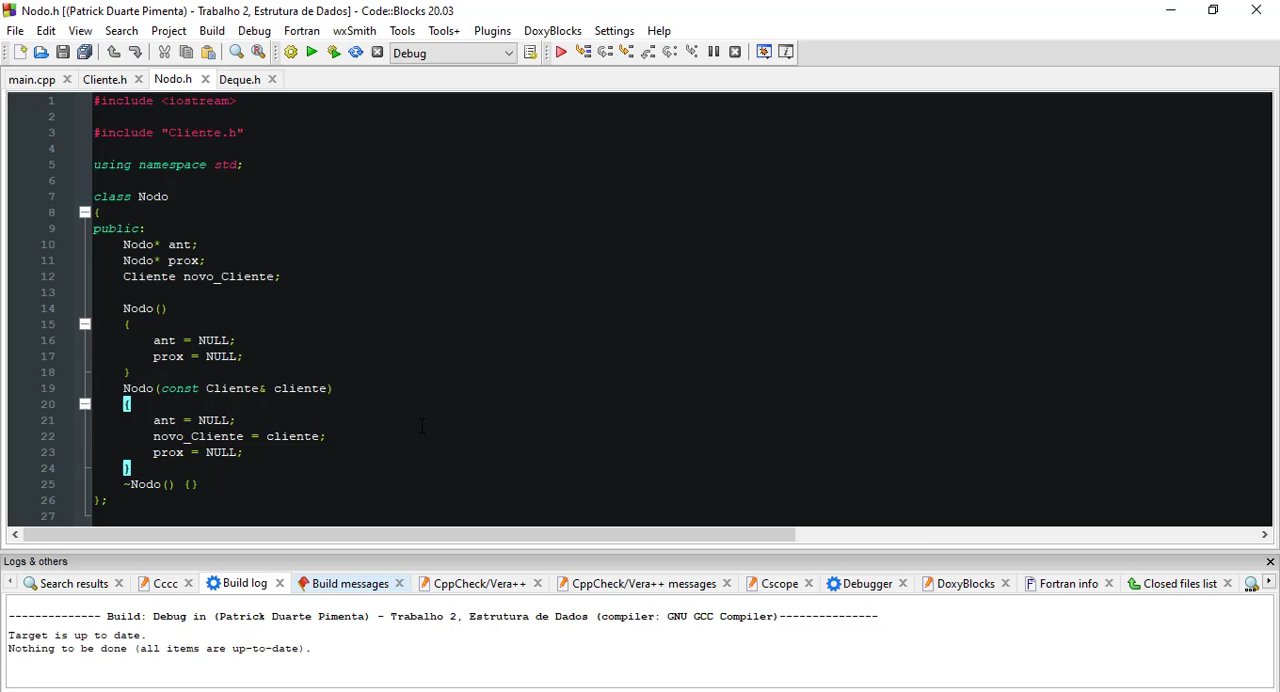 Nodo.h [(Patrick Duarte Pimenta) - Trabalho 2, Estrutura de Dados] - Code::Blocks 20.03
File Edit View Search Project Build Debug Fortran wxSmith Tools Tools+ Plugins DoxyBlocks Settings Help
Debug
main.cpp Cliente.h Nodo.h Deque.h
1 #include <iostream>
2
3 #include "Cliente.h"
4
5 using namespace std;
6
7 class Nodo
8 {
9 public:
10 Nodo* ant;
11 Nodo* prox;
12 Cliente novo_Cliente;
13
14 Nodo()
15 {
16 ant = NULL;
17 prox = NULL;
18 }
19 Nodo(const Cliente& cliente)
20 {
21 ant = NULL;
22 novo_Cliente = cliente;
23 prox = NULL;
24 }
25 ~Nodo() {}
26 };
27
Logs & others
Search results Cccc Build log Build messages CppCheck/Vera++ CppCheck/Vera++ messages Cscope Debugger DoxyBlocks Fortran info Closed files list
-------------- Build: Debug in (Patrick Duarte Pimenta) - Trabalho 2, Estrutura de Dados (compiler: GNU GCC Compiler)---------------
Target is up to date.
Nothing to be done (all items are up-to-date).